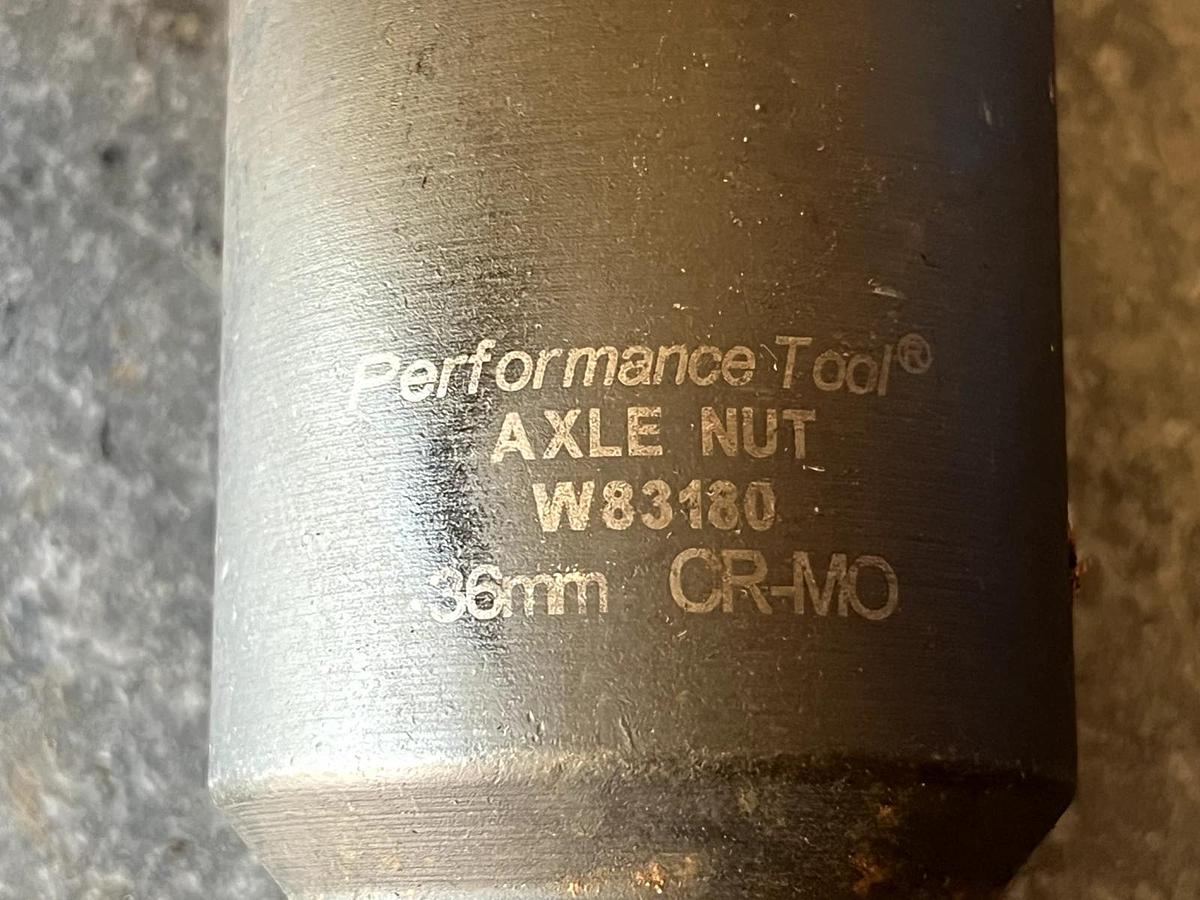 Performance Tool®
AXLE NUT
W83180
36mm CR-MO